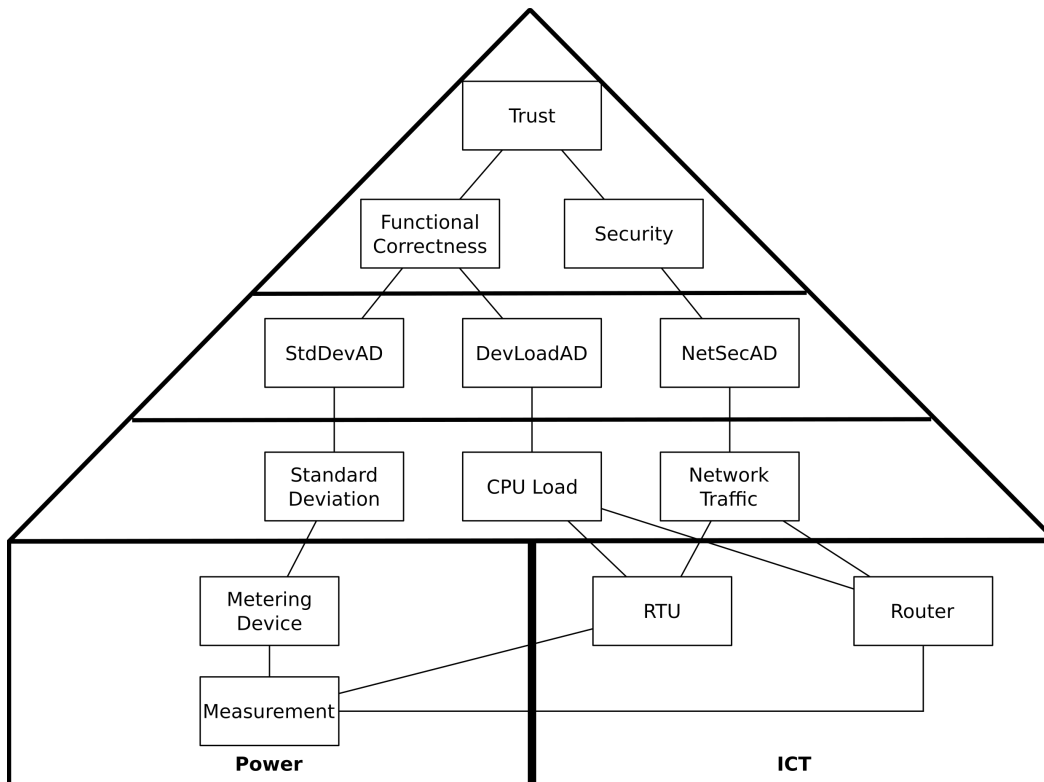 Trust
Functional
Correctness
Security
StdDevAD
DevLoadAD
NetSecAD
Standard
Deviation
CPU Load
Network
Traffic
Metering
Device
RTU
Router
Measurement
Power
ICT